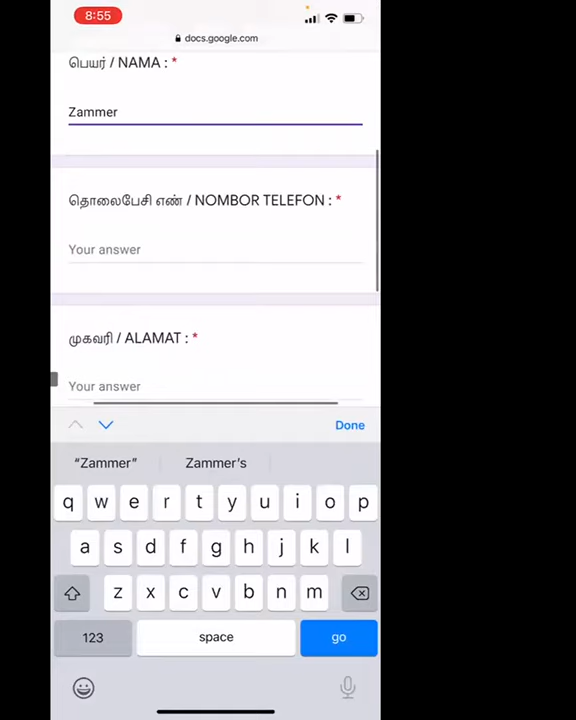 8:55
docs.google.com
பெயர் / NAMA : *
Zammer
தொலைபேசி எண் / NOMBOR TELEFON : *
Your answer
முகவரி / ALAMAT : *
Your answer
Done
“Zammer” Zammer's
q w e r t y u i o p
a s d f g h j k l
z x c v b n m
123 space go